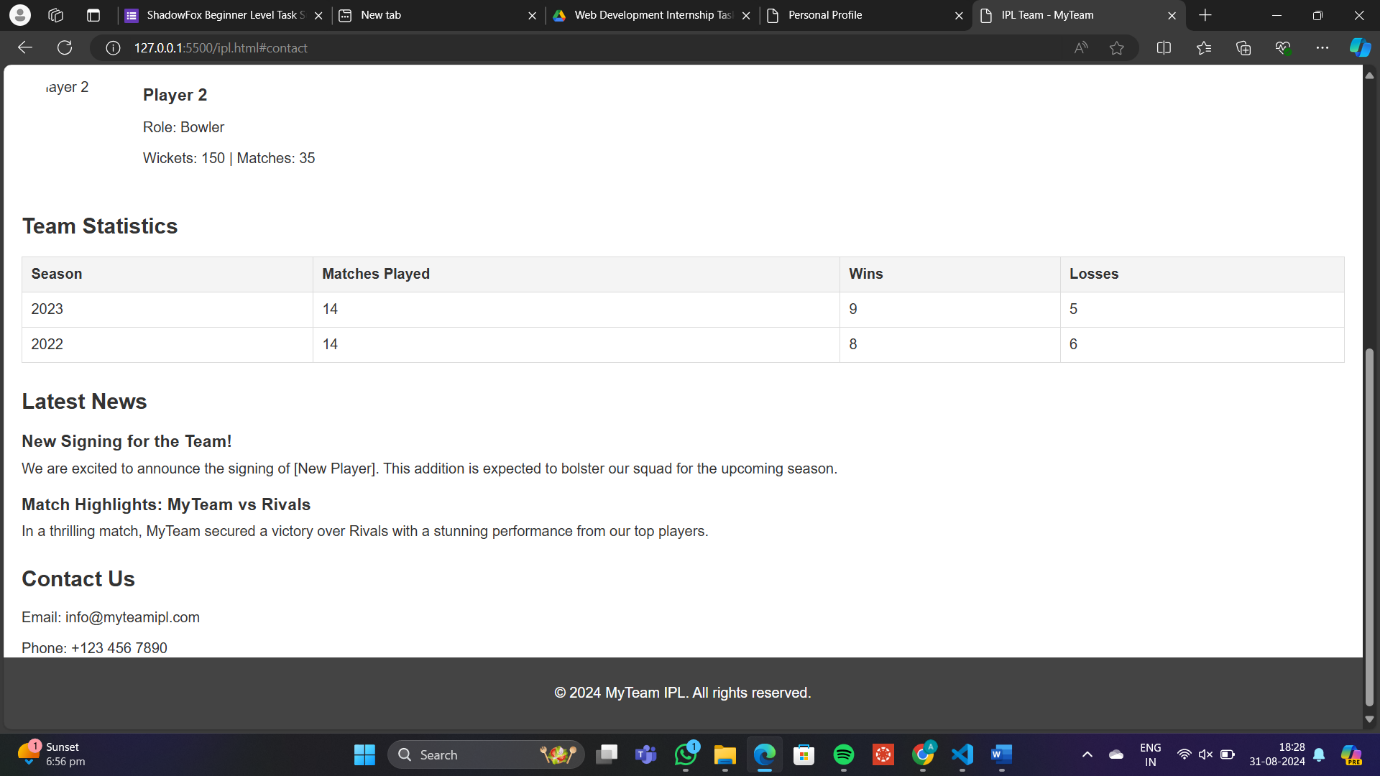 ShadowFox Beginner Level Task S
New tab
Web Development Internship Tas
Personal Profile
IPL Team - MyTeam
127.0.0.1:5500/ipl.html#contact
ayer 2
Player 2
Role: Bowler
Wickets: 150 | Matches: 35
Team Statistics
Season Matches Played Wins Losses
2023 14 9 5
2022 14 8 6
Latest News
New Signing for the Team!
We are excited to announce the signing of [New Player]. This addition is expected to bolster our squad for the upcoming season.
Match Highlights: MyTeam vs Rivals
In a thrilling match, MyTeam secured a victory over Rivals with a stunning performance from our top players.
Contact Us
Email: info@myteamipl.com
Phone: +123 456 7890
© 2024 MyTeam IPL. All rights reserved.
1
Sunset
6:56 pm
Search
1
A
ENG
IN
18:28
31-08-2024
PRE